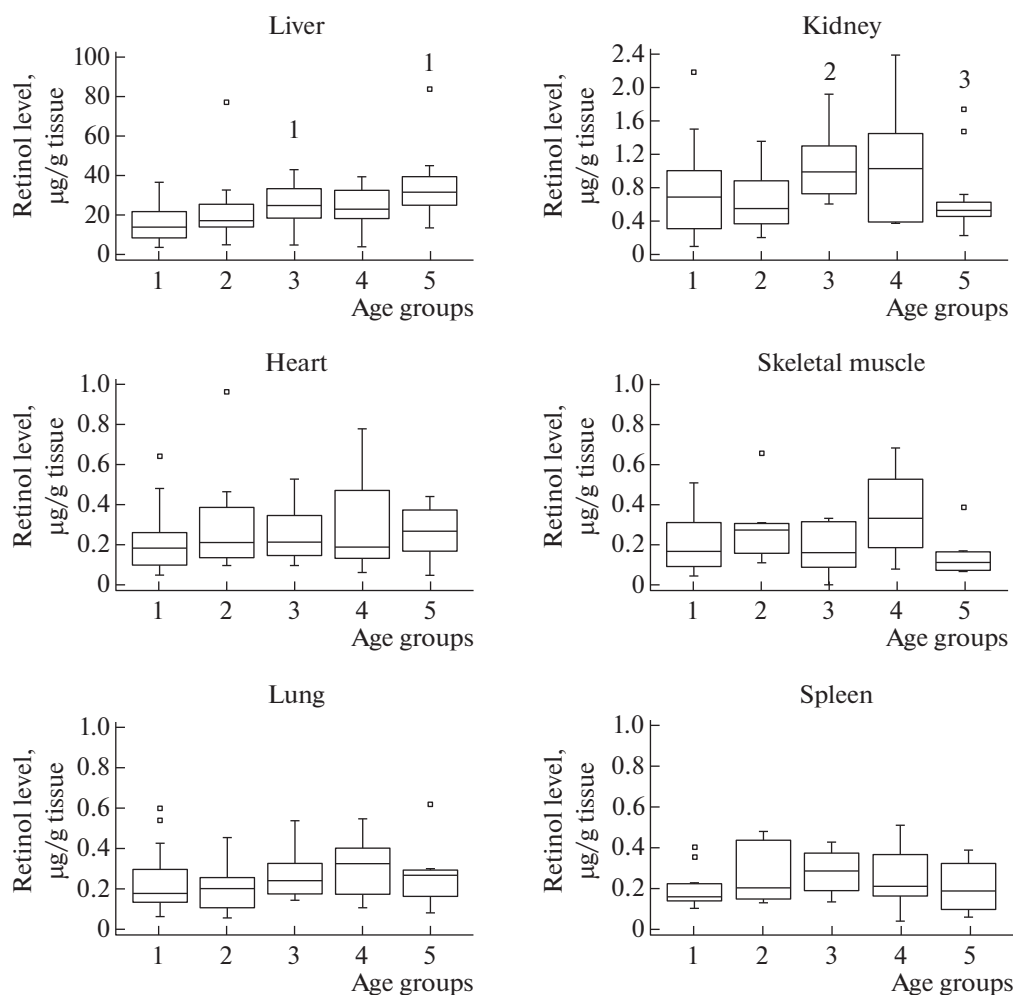 Liver
Retinol level,
μg/g tissue
100
80
60
40
20
0
1
1
1 2 3 4 5
Age groups
Kidney
Retinol level,
μg/g tissue
2.4
2.0
1.6
1.2
0.8
0.4
0
2
3
1 2 3 4 5
Age groups
Heart
Retinol level,
μg/g tissue
1.0
0.8
0.6
0.4
0.2
0
1 2 3 4 5
Age groups
Skeletal muscle
Retinol level,
μg/g tissue
1.0
0.8
0.6
0.4
0.2
0
1 2 3 4 5
Age groups
Lung
Retinol level,
μg/g tissue
1.0
0.8
0.6
0.4
0.2
0
1 2 3 4 5
Age groups
Spleen
Retinol level,
μg/g tissue
1.0
0.8
0.6
0.4
0.2
0
1 2 3 4 5
Age groups